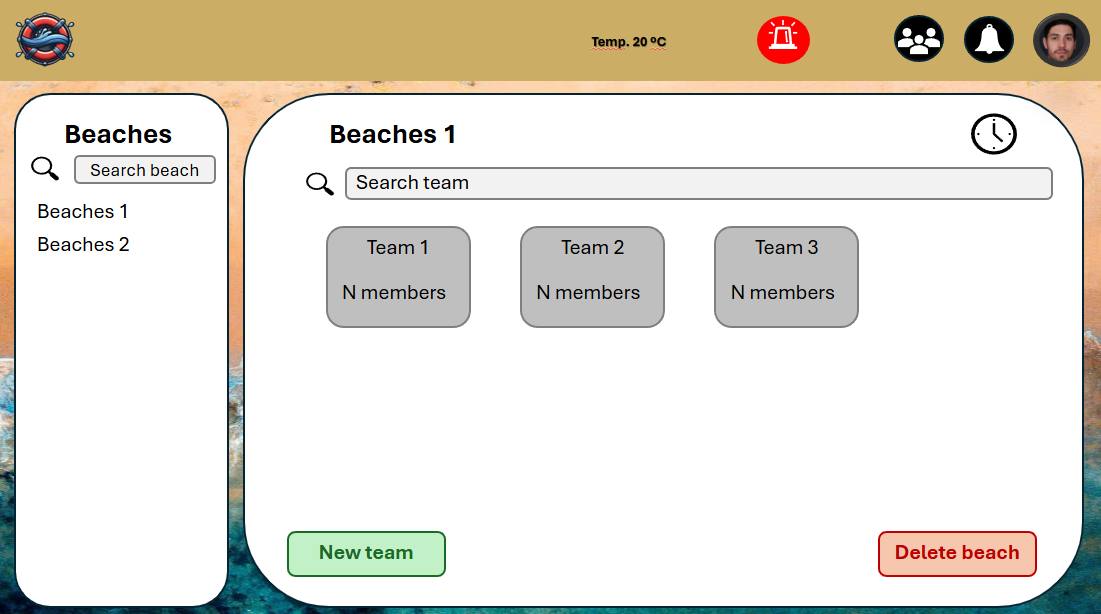 Temp. 20 ºC
Beaches
Search beach
Beaches 1
Beaches 2
Beaches 1
Search team
Team 1
N members
Team 2
N members
Team 3
N members
New team
Delete beach